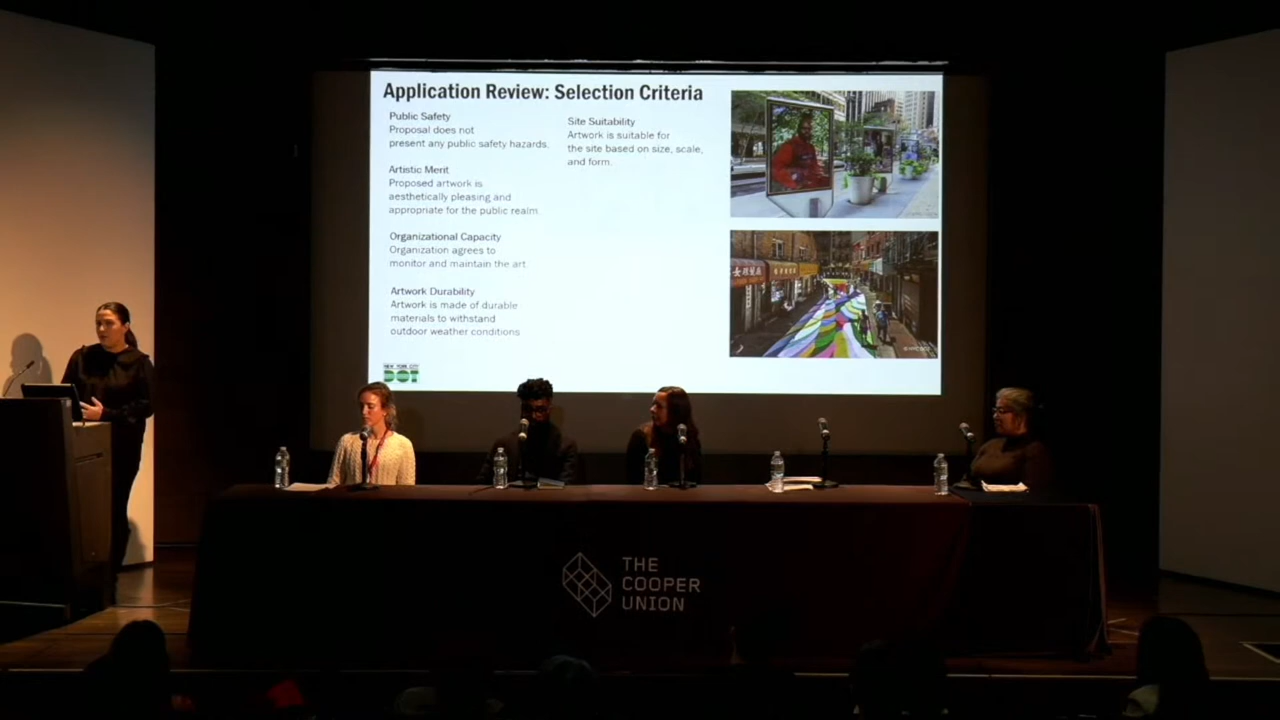 Application Review: Selection Criteria
Public Safety
Proposal does not
present any public safety hazards.
Artistic Merit
Proposed artwork is
aesthetically pleasing and
appropriate for the public realm.
Organizational Capacity
Organization agrees to
monitor and maintain the art.
Artwork Durability
Artwork is made of durable
materials to withstand
outdoor weather conditions
Site Suitability
Artwork is suitable for
the site based on size, scale,
and form.
NEW YORK CITY
DOT
THE
COOPER
UNION